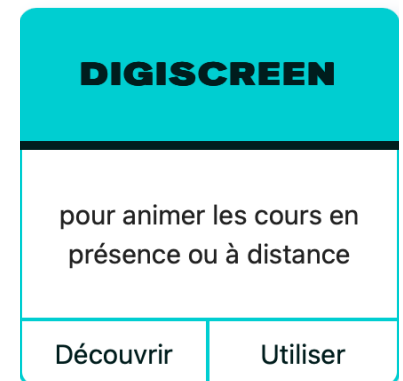 DIGISCREEN
pour animer les cours en
présence ou à distance
Découvrir
Utiliser